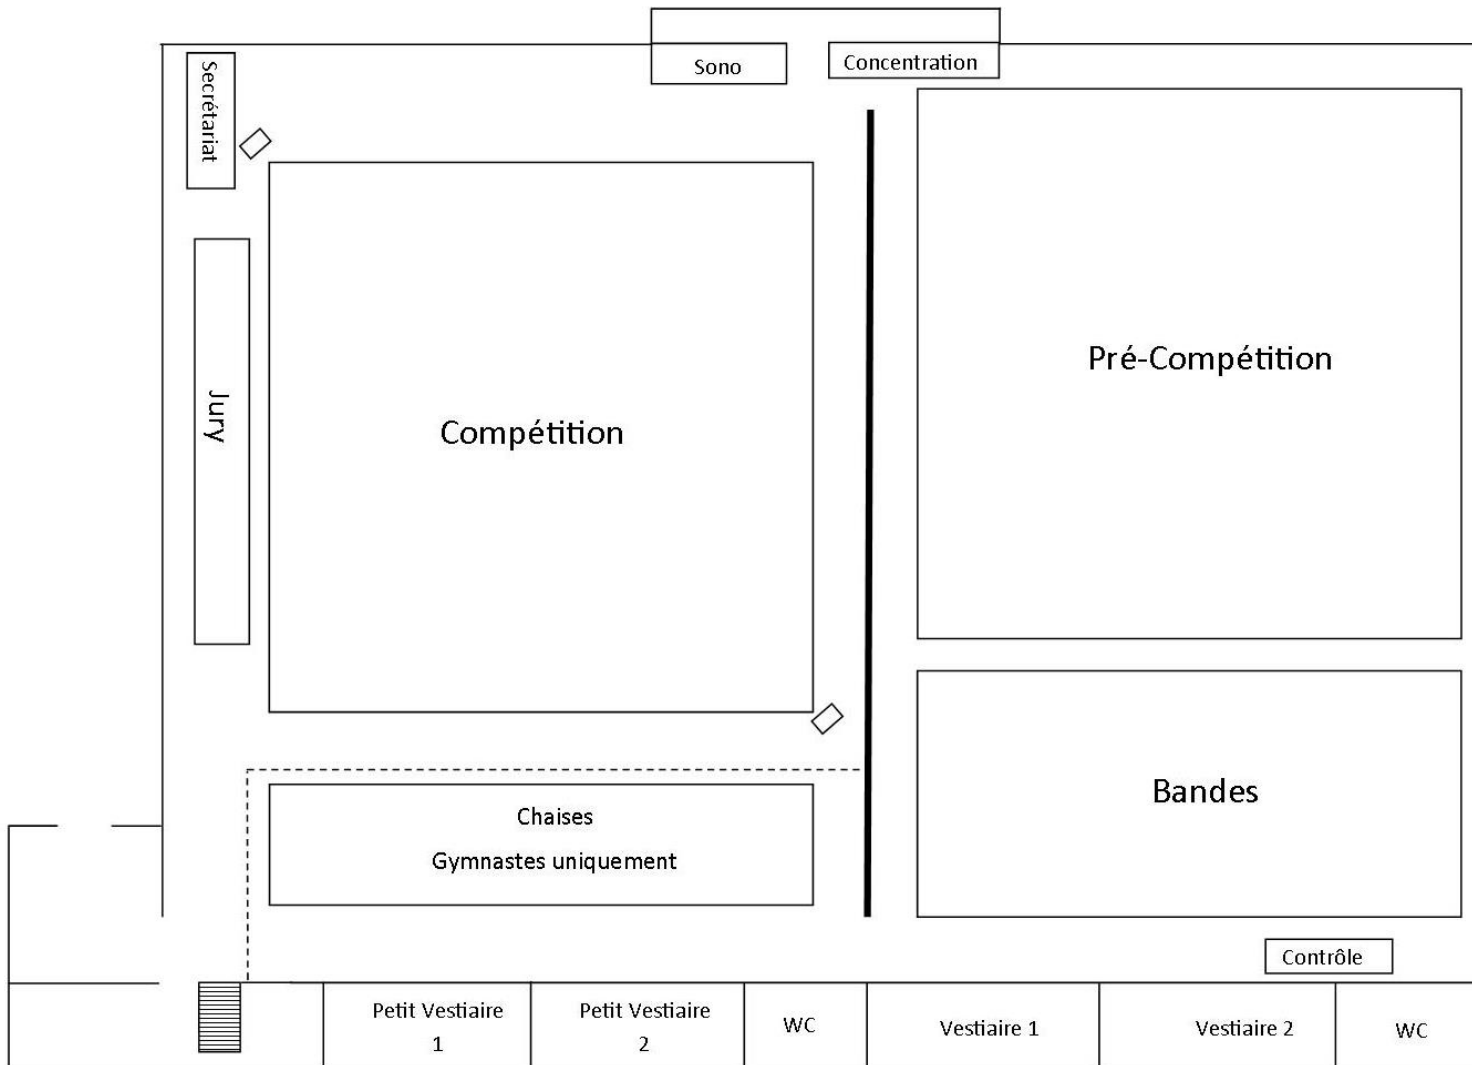 Secrétariat
Sono
Concentration
Pré-Compétition
Jury
Compétition
Bandes
Chaises
Gymnastes uniquement
Contrôle
Petit Vestiaire
1
Petit Vestiaire
2
WC
Vestiaire 1
Vestiaire 2
WC